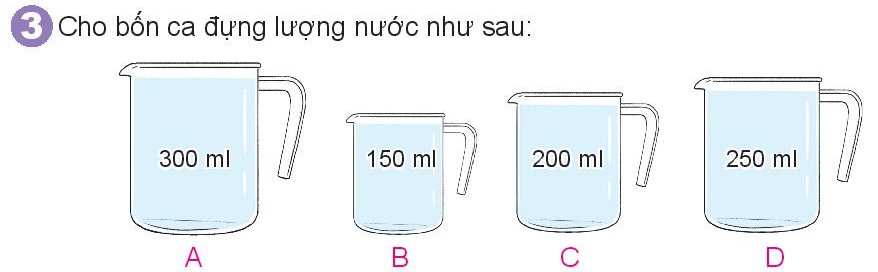 3 Cho bốn ca đựng lượng nước như sau:
300 ml 150 ml 200 ml 250 ml
A B C D